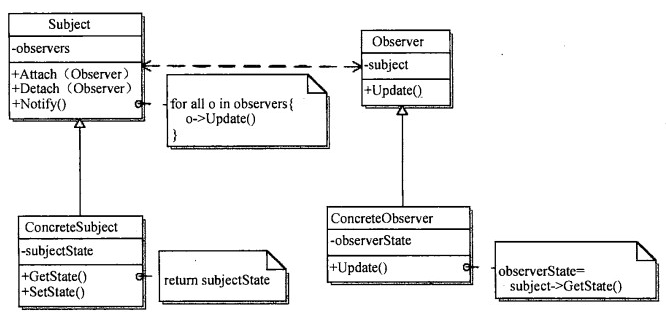 Subject
-observers
+Attach（Observer）
+Detach（Observer）
+Notify()
for all o in observers{
o->Update()
}
Observer
-subject
+Update()
ConcreteSubject
-subjectState
+GetState()
+SetState()
return subjectState
ConcreteObserver
-observerState
+Update()
observerState=
subject->GetState()